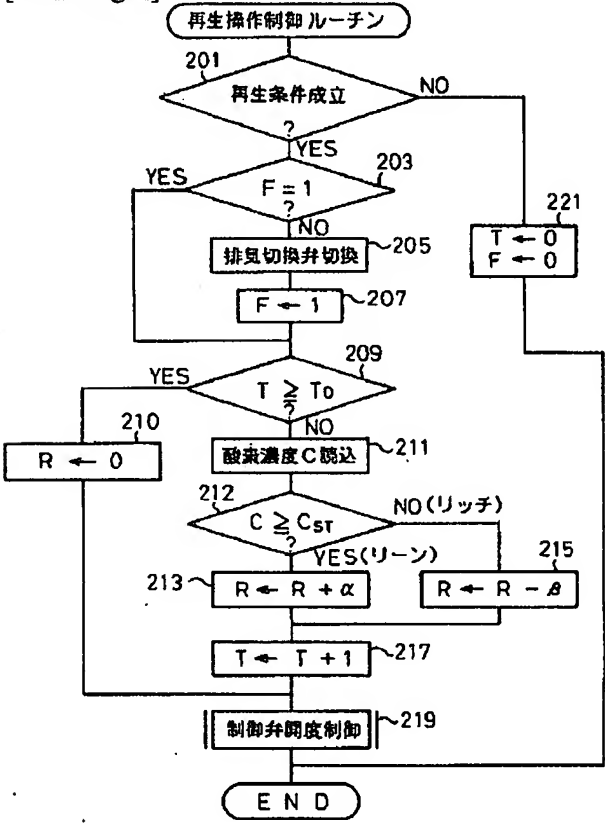 再生操作制御ルーチン
201
再生条件成立
?
NO
YES
203
YES
F = 1
?
NO
221
T ← 0
F ← 0
排気切換弁切換
205
F ← 1
207
209
YES
T ≧ To
?
NO
210
R ← 0
酸素濃度C読込
211
212
C ≧ CST
?
NO(リッチ)
YES(リーン)
213
R ← R + α
215
R ← R - β
T ← T + 1
217
制御弁開度制御
219
END